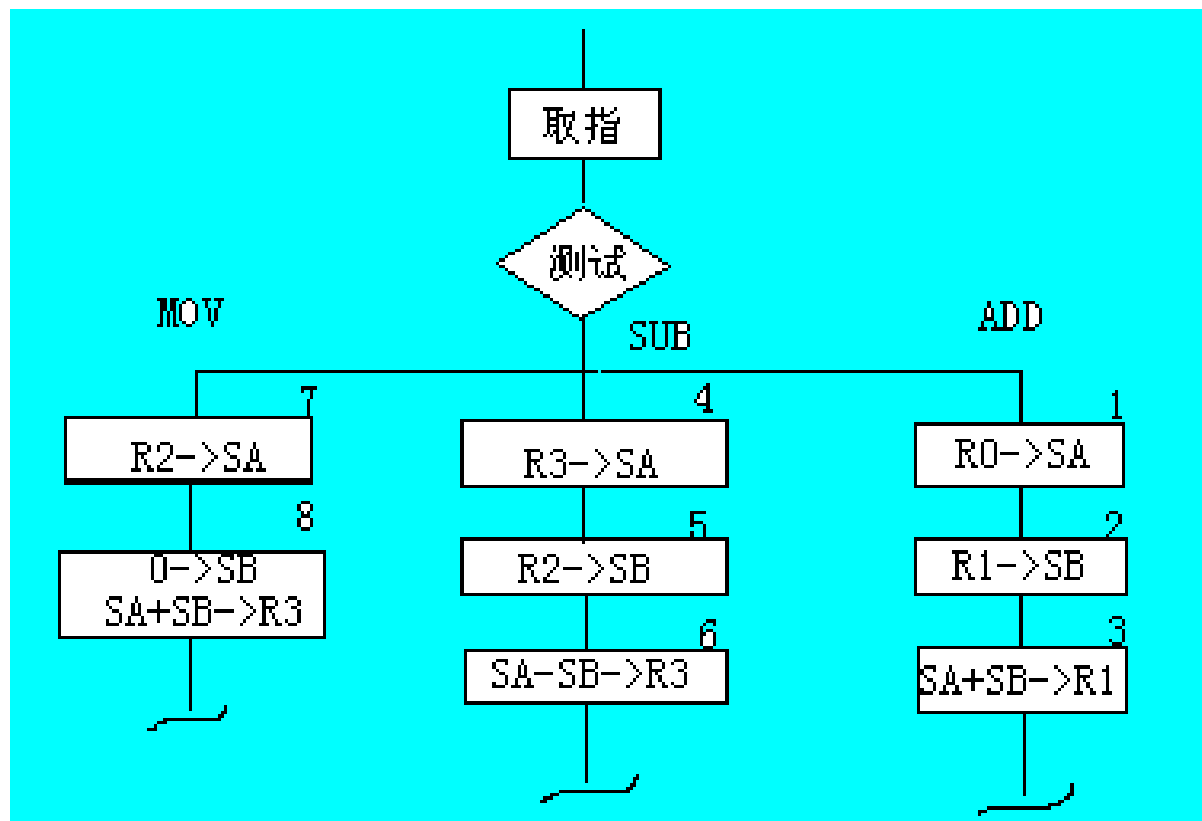 取指
测试
MOV
SUB
ADD
7
R2->SA
8
0->SB
SA+SB->R3
4
R3->SA
5
R2->SB
6
SA-SB->R3
1
R0->SA
2
R1->SB
3
SA+SB->R1